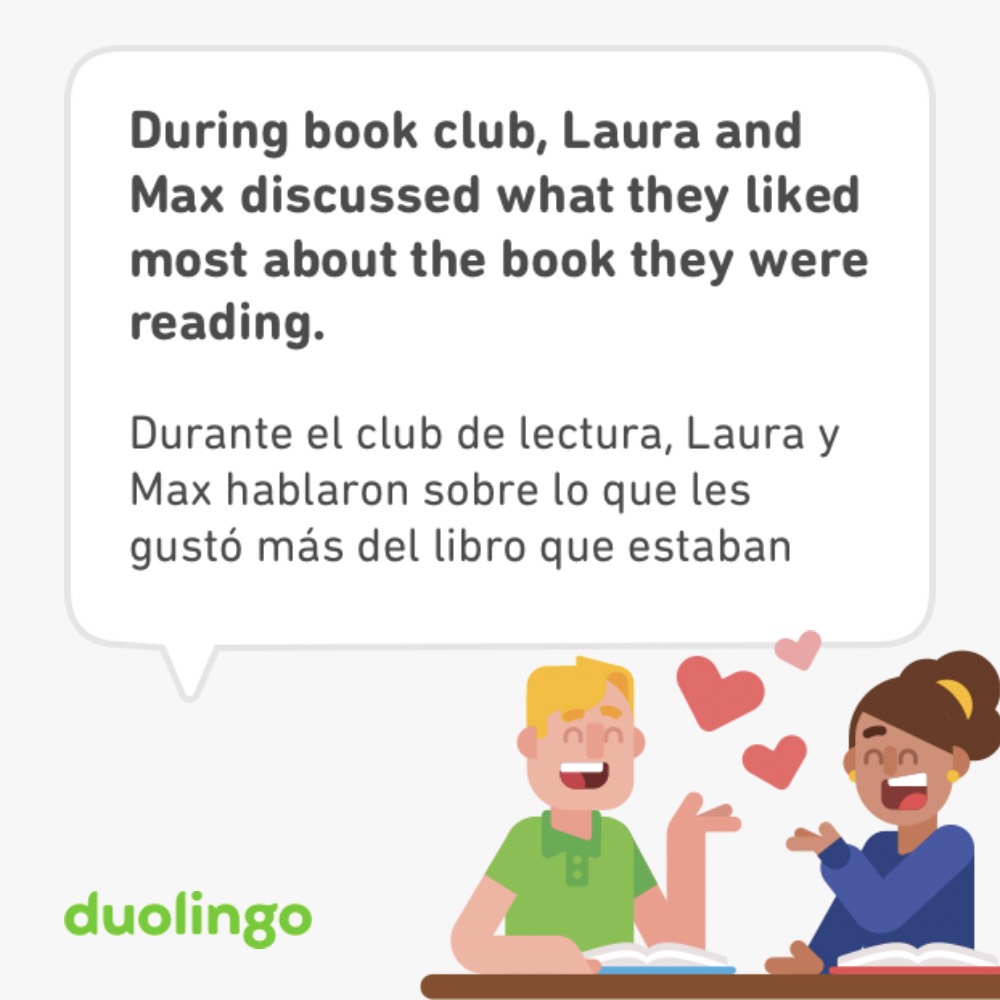 During book club, Laura and
Max discussed what they liked
most about the book they were
reading.
Durante el club de lectura, Laura y
Max hablaron sobre lo que les
gustó más del libro que estaban
duolingo